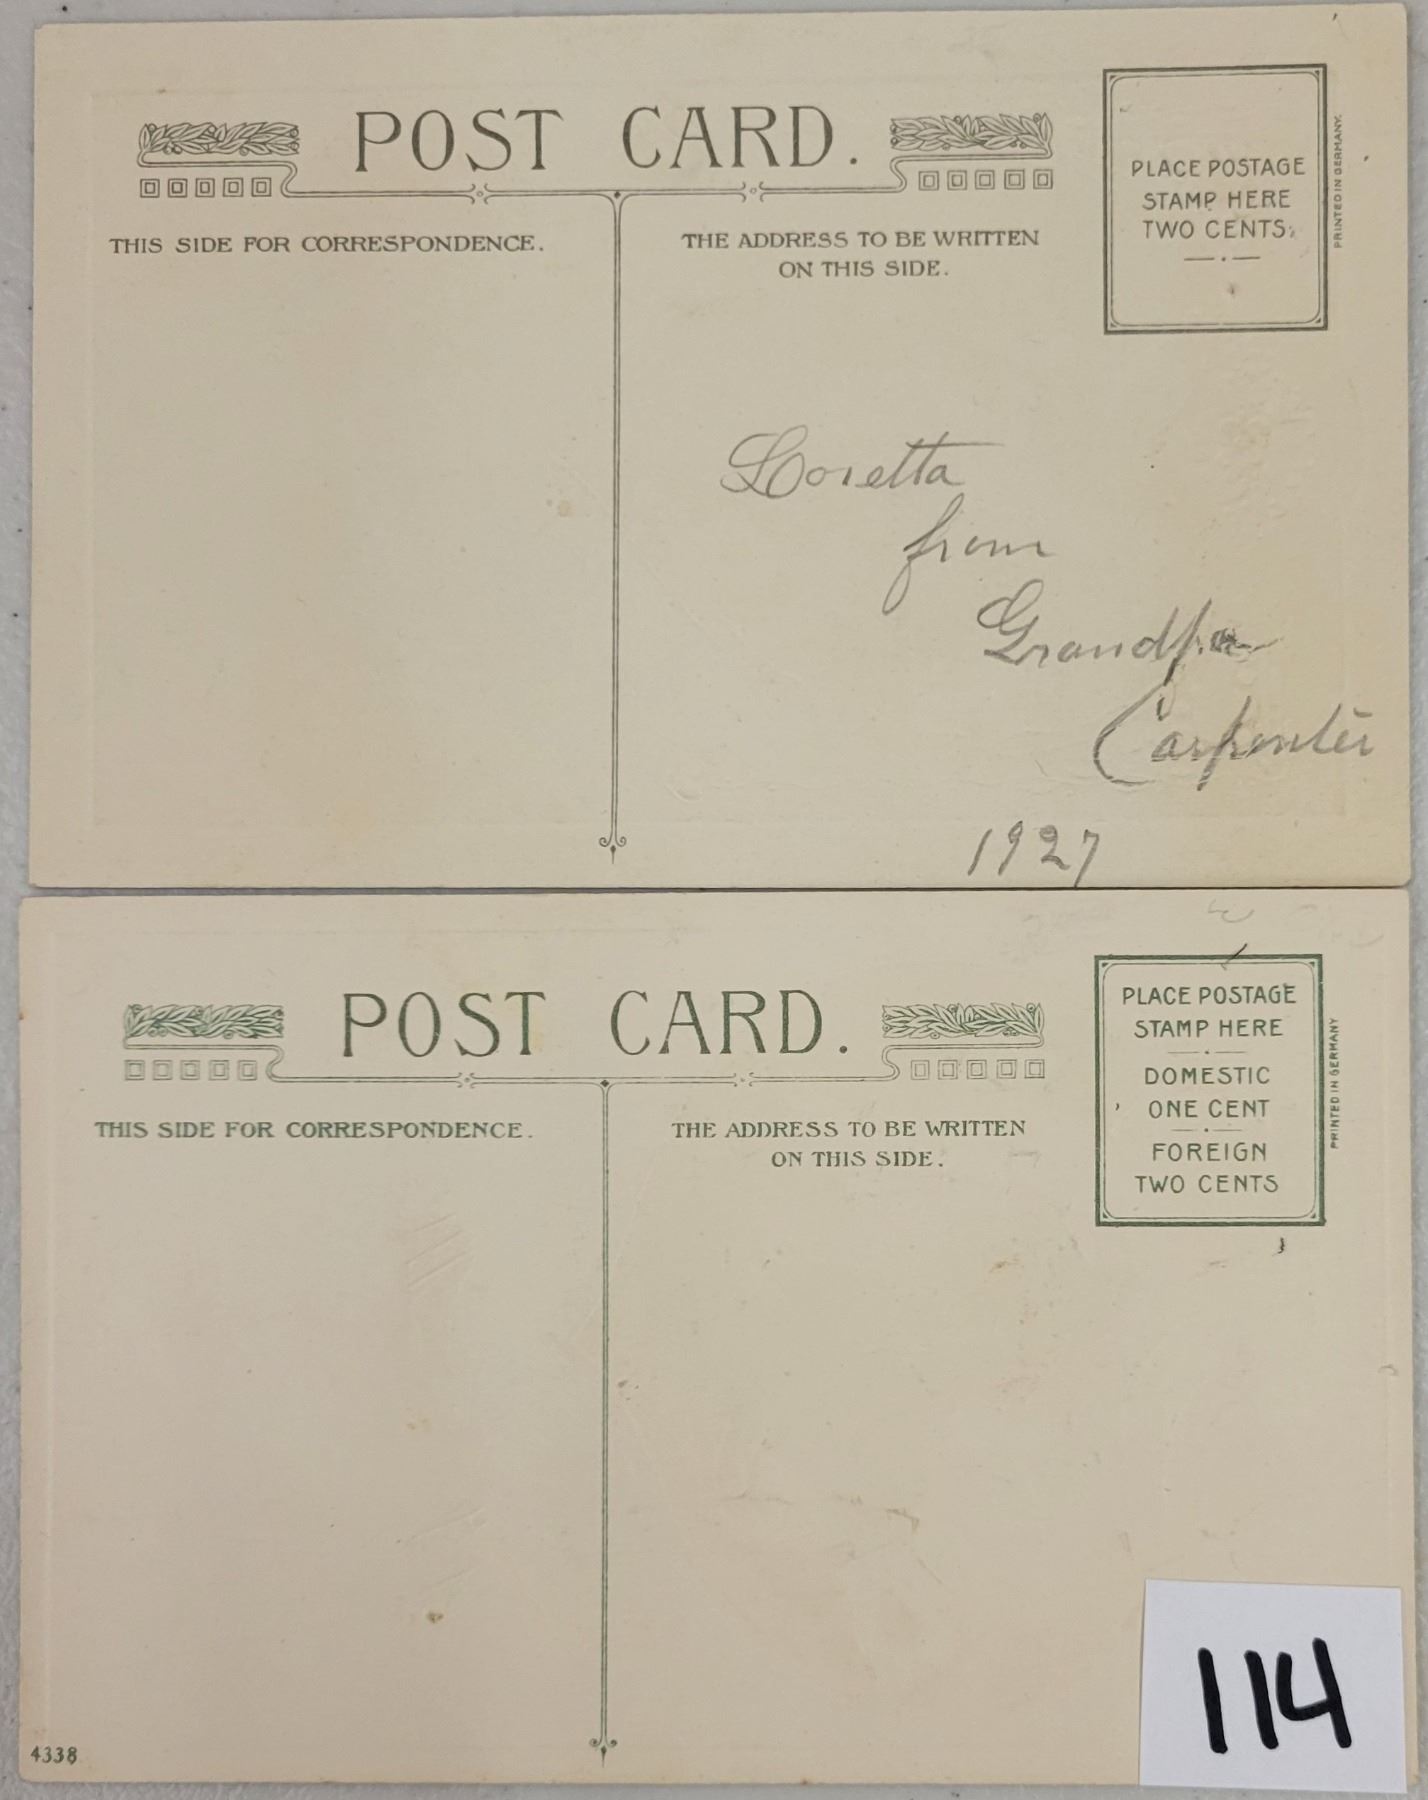 POST CARD.
THIS SIDE FOR CORRESPONDENCE.
THE ADDRESS TO BE WRITTEN
ON THIS SIDE.
PLACE POSTAGE
STAMP HERE
TWO CENTS.
PRINTED IN GERMANY.
Loretta
from
Grandpa
Carpenter
1927
POST CARD.
THIS SIDE FOR CORRESPONDENCE.
THE ADDRESS TO BE WRITTEN
ON THIS SIDE.
PLACE POSTAGE
STAMP HERE
DOMESTIC
ONE CENT
FOREIGN
TWO CENTS
PRINTED IN GERMANY
4338
114